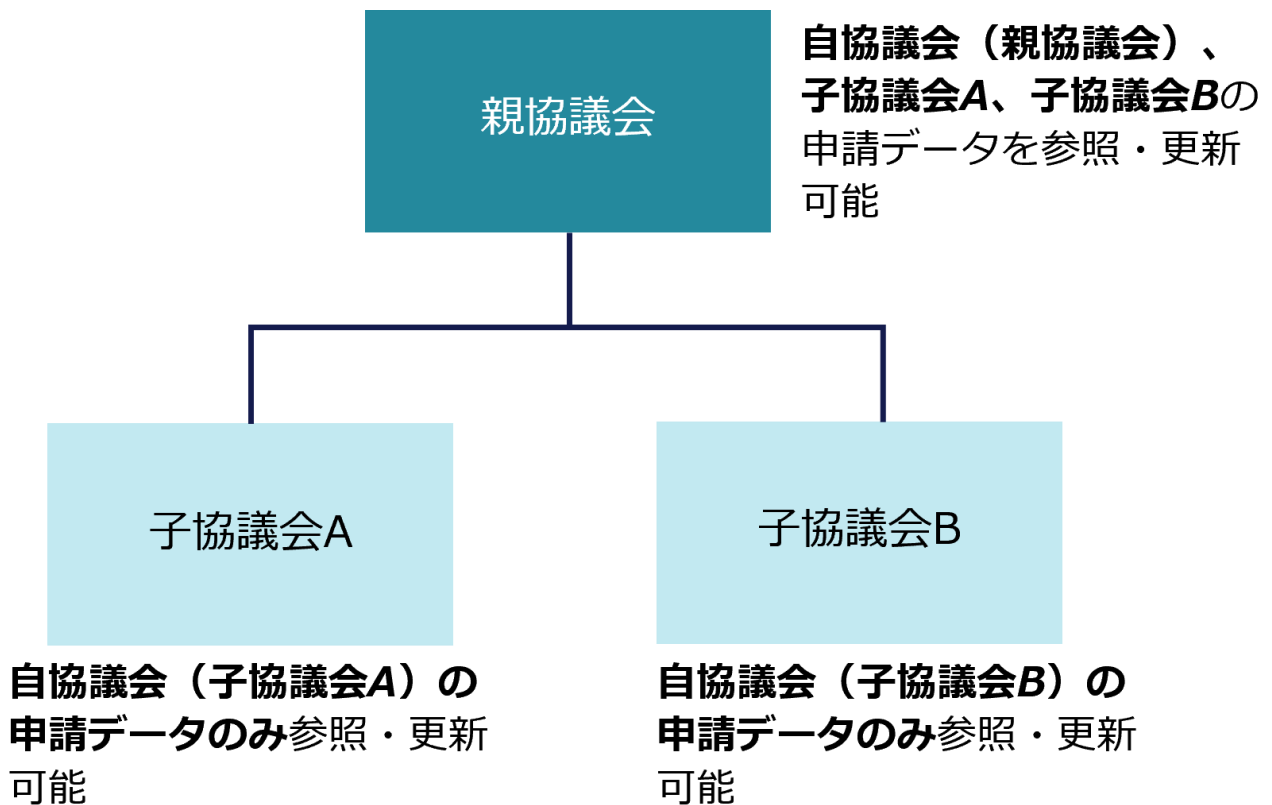 親協議会
自協議会（親協議会）、
子協議会A、子協議会Bの
申請データを参照・更新
可能
子協議会A
子協議会B
自協議会（子協議会A）の
申請データのみ参照・更新
可能
自協議会（子協議会B）の
申請データのみ参照・更新
可能